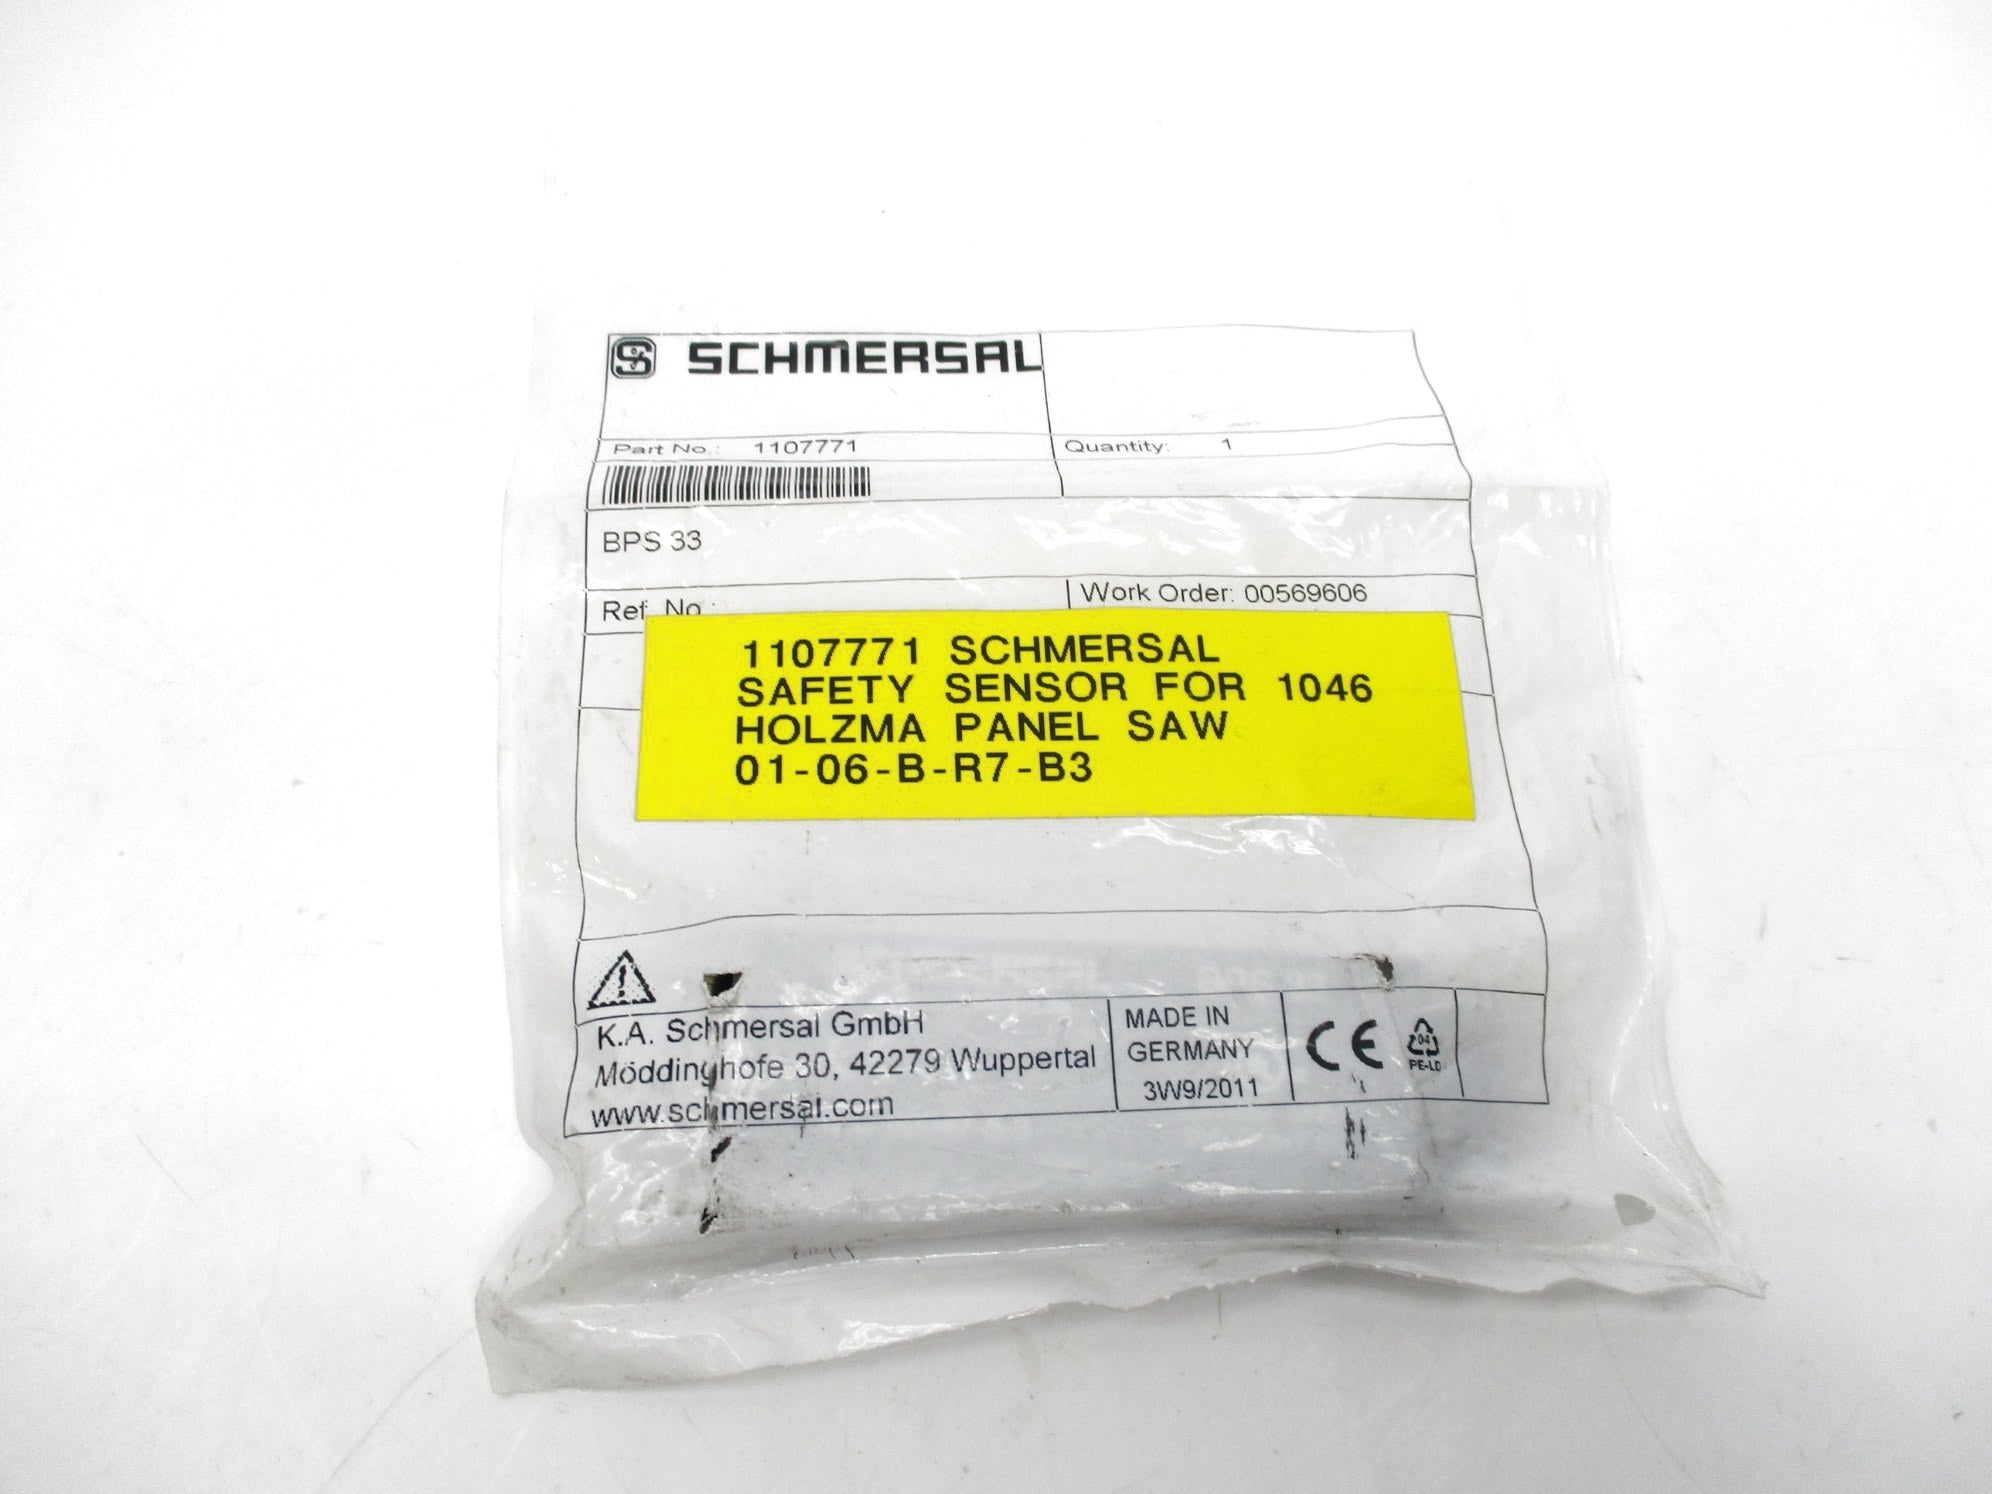 S SCHMERSAL
Part No.: 1107771 Quantity: 1
BPS 33
Ref. No.: Work Order: 00569606
1107771 SCHMERSAL
SAFETY SENSOR FOR 1046
HOLZMA PANEL SAW
01-06-B-R7-B3
K.A. Schmersal GmbH
Möddinghofe 30, 42279 Wuppertal
www.schmersal.com
MADE IN
GERMANY
3W9/2011
CE
04
PE-LD